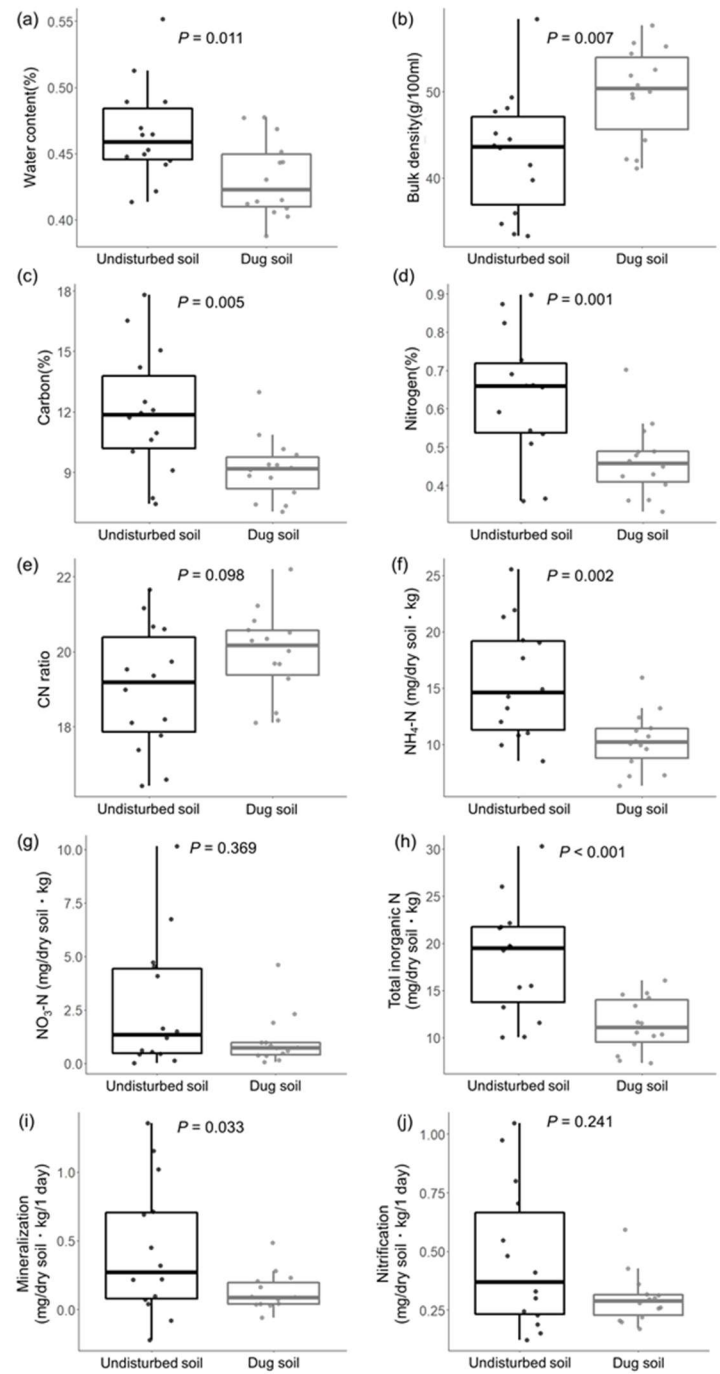 (a)
P = 0.011
Water content(%)
0.55
0.50
0.45
0.40
Undisturbed soil Dug soil
(b)
P = 0.007
Bulk density(g/100ml)
50
40
Undisturbed soil Dug soil
(c)
P = 0.005
Carbon(%)
18
15
12
9
Undisturbed soil Dug soil
(d)
P = 0.001
Nitrogen(%)
0.9
0.8
0.7
0.6
0.5
0.4
Undisturbed soil Dug soil
(e)
P = 0.098
CN ratio
22
20
18
Undisturbed soil Dug soil
(f)
P = 0.002
NH4-N (mg/dry soil・kg)
25
20
15
10
Undisturbed soil Dug soil
(g)
P = 0.369
NO3-N (mg/dry soil・kg)
10.0
7.5
5.0
2.5
0.0
Undisturbed soil Dug soil
(h)
P < 0.001
Total inorganic N
(mg/dry soil・kg)
30
25
20
15
10
Undisturbed soil Dug soil
(i)
P = 0.033
Mineralization
(mg/dry soil・kg/1 day)
1.0
0.5
0.0
Undisturbed soil Dug soil
(j)
P = 0.241
Nitrification
(mg/dry soil・kg/1 day)
1.00
0.75
0.50
0.25
Undisturbed soil Dug soil